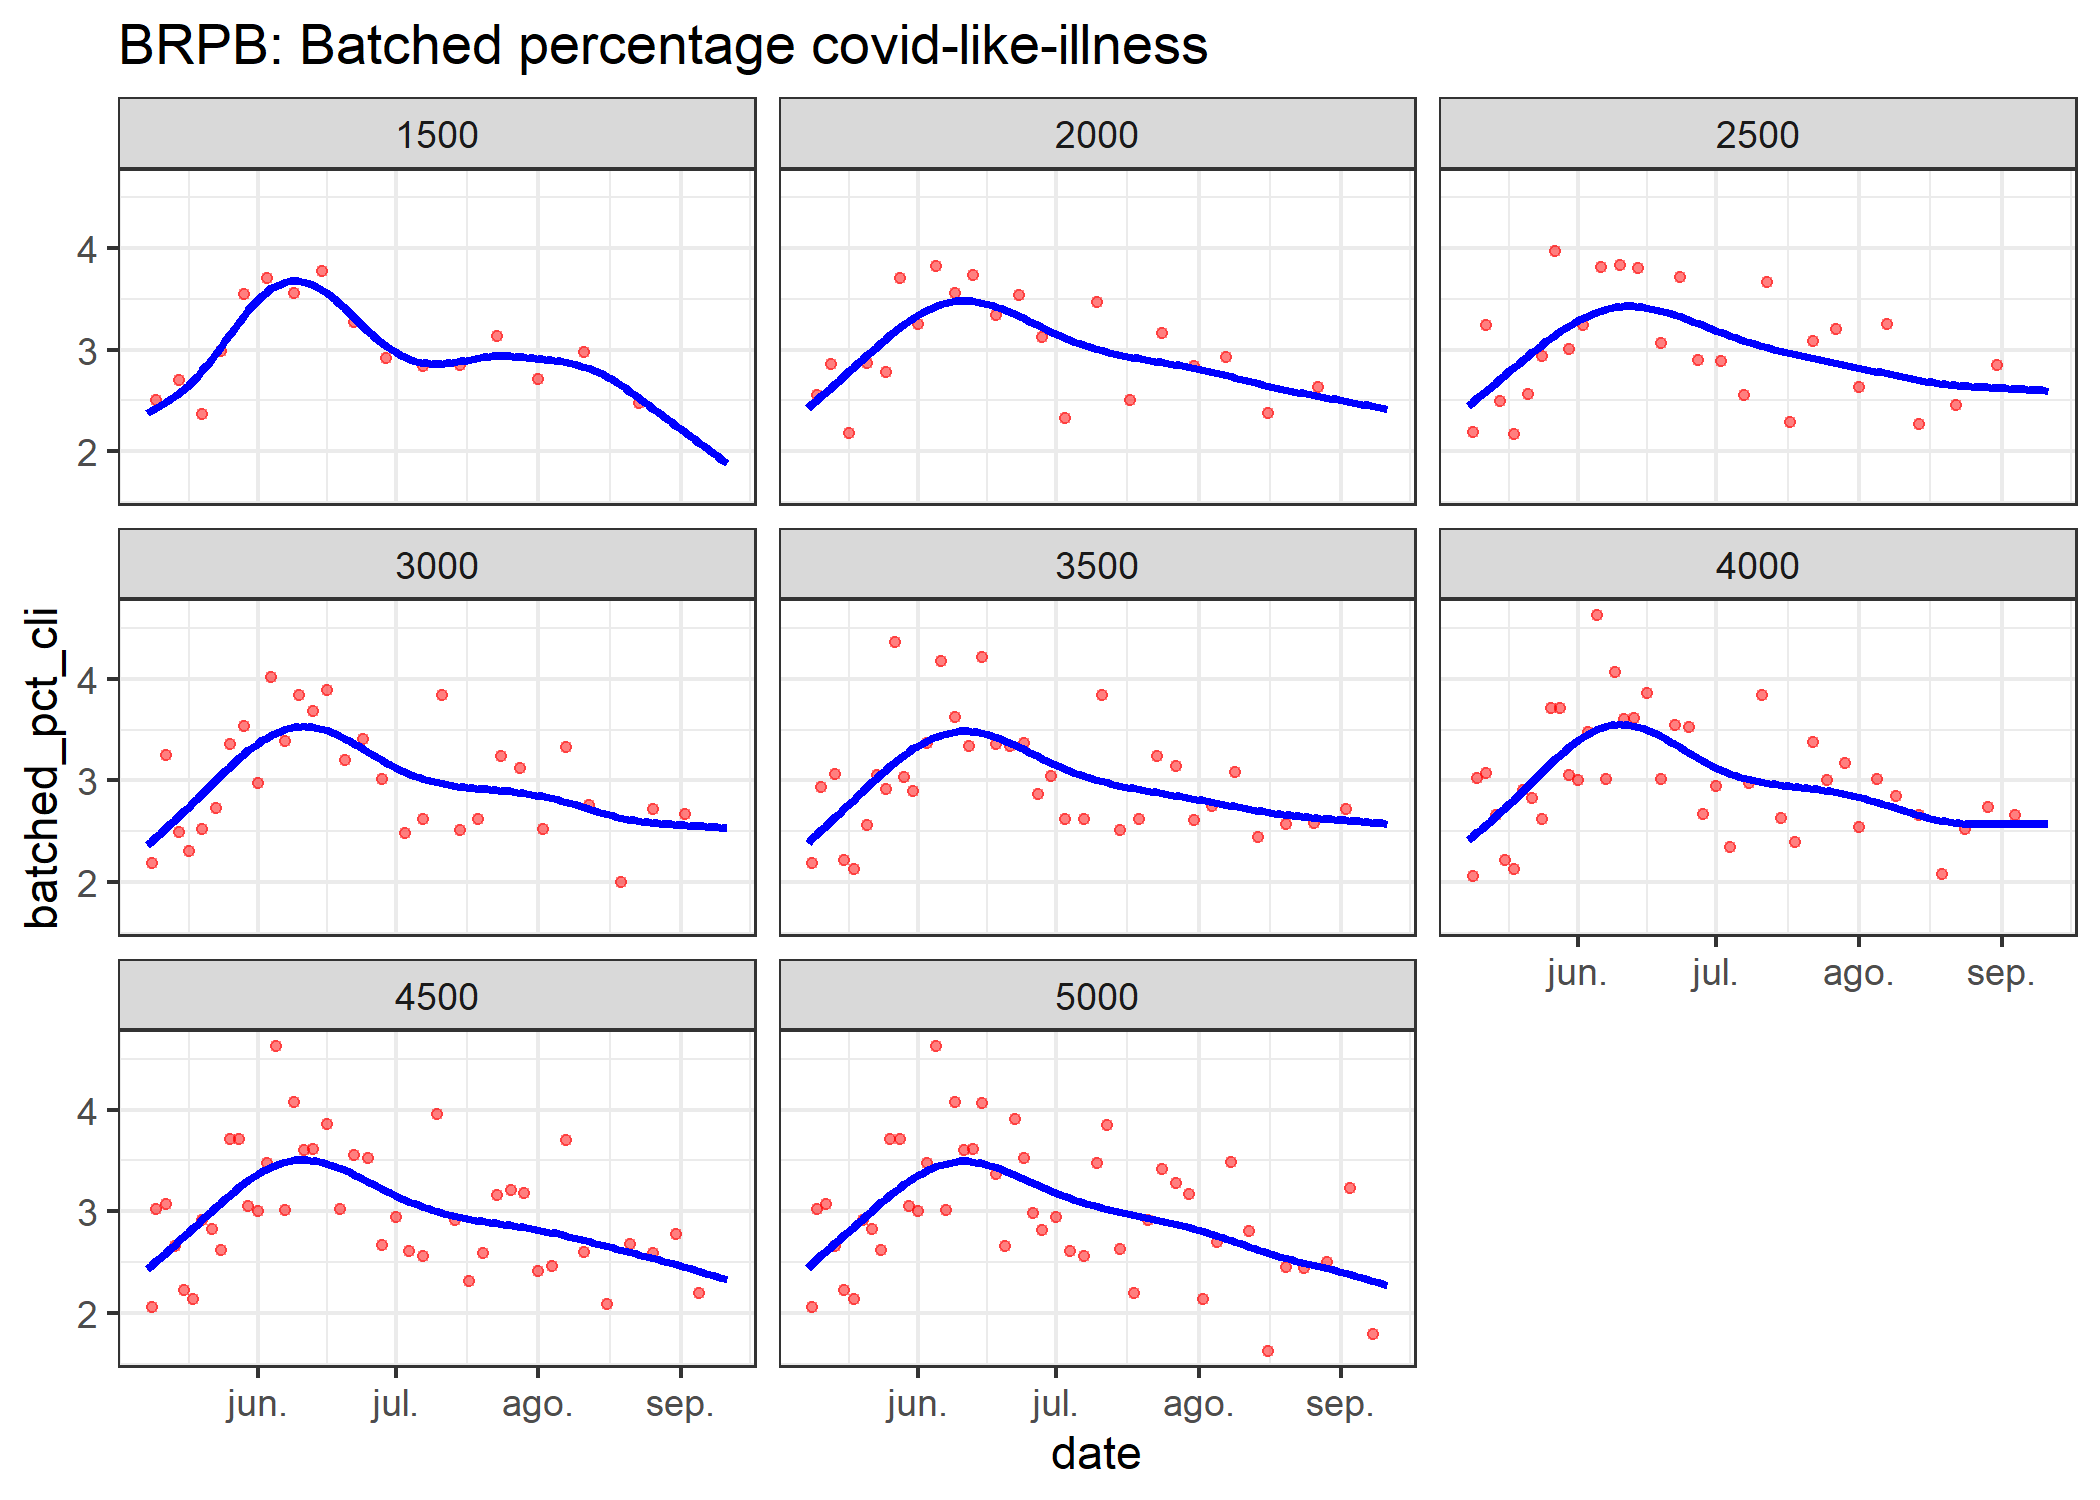 BRPB: Batched percentage covid-like-illness
1500
2000
2500
4
3
2
3000
3500
4000
batched_pct_cli
4
3
2
jun.
jul.
ago.
sep.
4500
5000
4
3
2
jun.
jul.
ago.
sep.
jun.
jul.
ago.
sep.
date